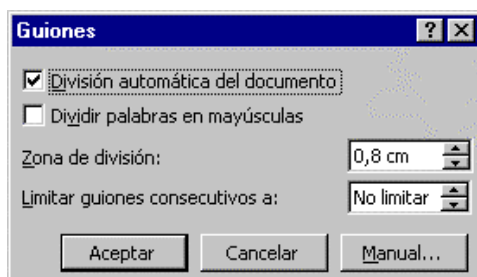 Guiones
División automática del documento
Dividir palabras en mayúsculas
Zona de división: 0,8 cm
Limitar guiones consecutivos a: No limitar
Aceptar Cancelar Manual...